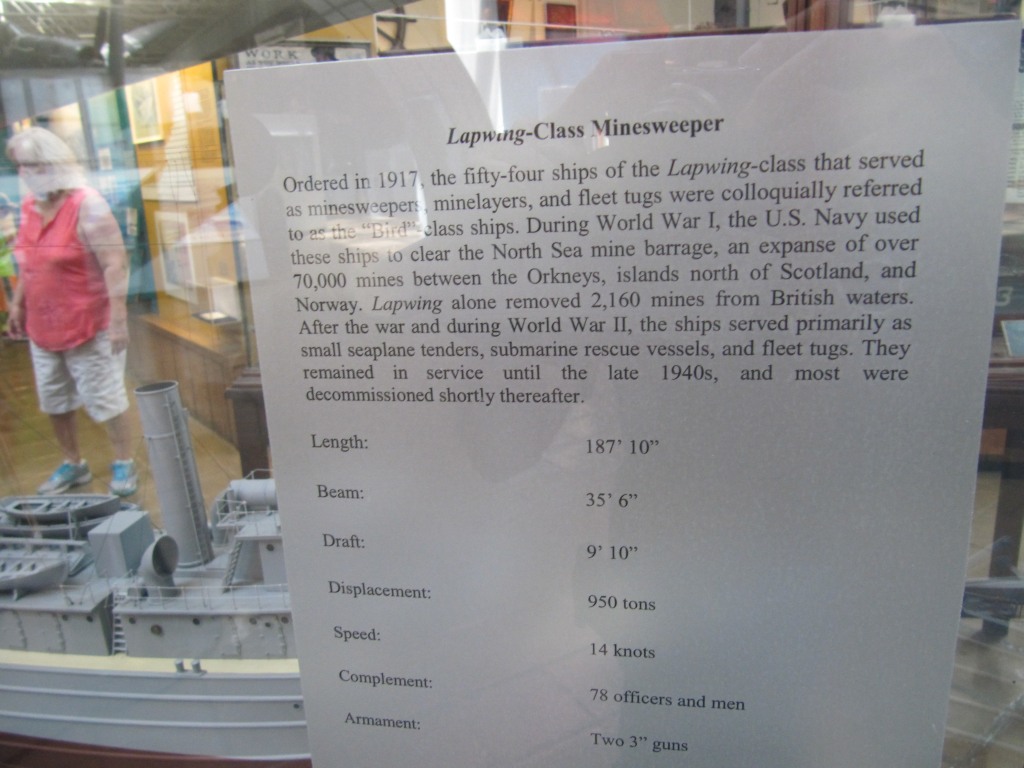 WORK
Lapwing-Class Minesweeper
Ordered in 1917, the fifty-four ships of the Lapwing-class that served
as minesweepers, minelayers, and fleet tugs were colloquially referred
to as the "Bird"-class ships. During World War I, the U.S. Navy used
these ships to clear the North Sea mine barrage, an expanse of over
70,000 mines between the Orkneys, islands north of Scotland, and
Norway. Lapwing alone removed 2,160 mines from British waters.
After the war and during World War II, the ships served primarily as
small seaplane tenders, submarine rescue vessels, and fleet tugs. They
remained in service until the late 1940s, and most were
decommissioned shortly thereafter.
Length: 187' 10"
Beam: 35' 6"
Draft: 9' 10"
Displacement: 950 tons
Speed: 14 knots
Complement: 78 officers and men
Armament: Two 3" guns
3